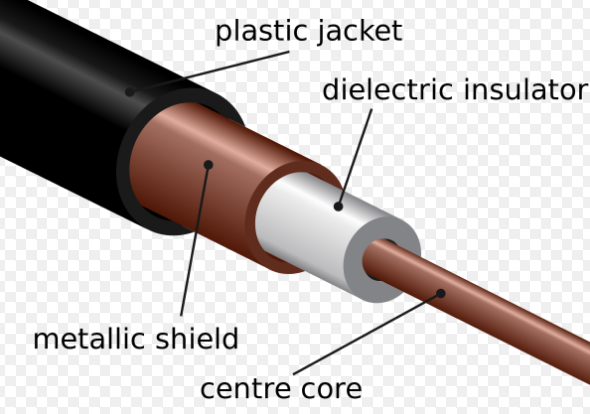 plastic jacket
dielectric insulator
metallic shield
centre core